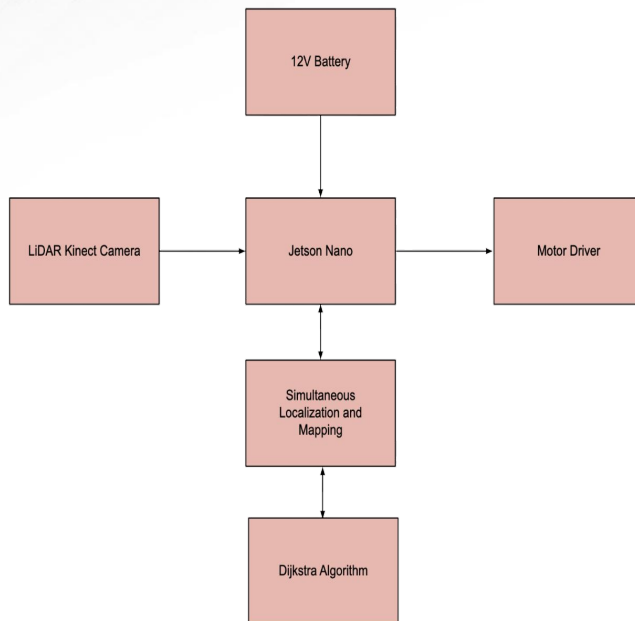 12V Battery
LiDAR Kinect Camera
Jetson Nano
Motor Driver
Simultaneous
Localization and
Mapping
Dijkstra Algorithm